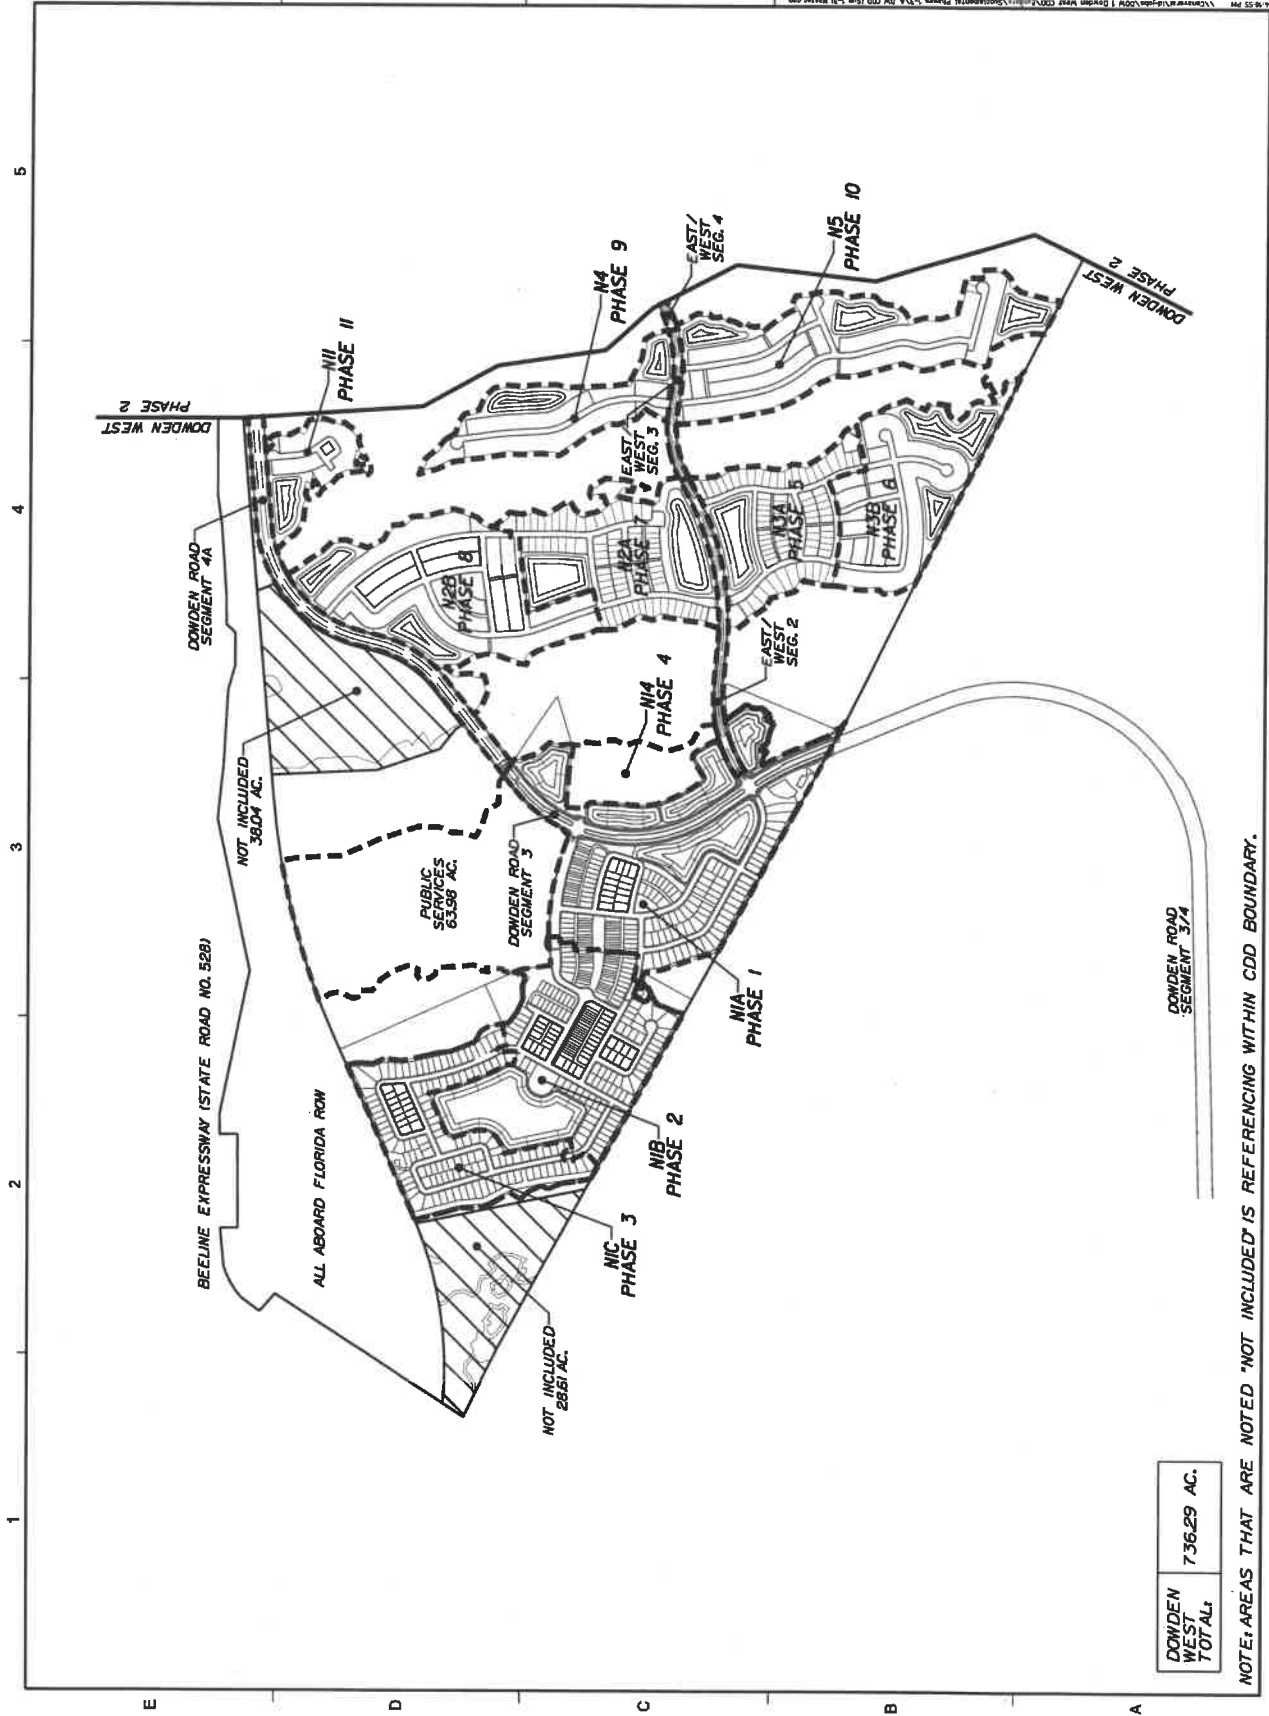 1
2
3
4
5
E
D
C
B
A
BEELINE EXPRESSWAY (STATE ROAD NO. 528)
ALL ABOARD FLORIDA ROW
NOT INCLUDED
38.04 AC.
DOWDEN ROAD
SEGMENT 4A
DOWDEN WEST
PHASE 2
N11
PHASE 11
PUBLIC
SERVICES
63.98 AC.
DOWDEN ROAD
SEGMENT 3
N2B
PHASE 8
N2A
PHASE 7
N4
PHASE 9
EAST
WEST
SEG. 3
EAST/
WEST
SEG. 4
N14
PHASE 4
EAST/
WEST
SEG. 2
N3A
PHASE 5
N3B
PHASE 6
N5
PHASE 10
DOWDEN WEST
PHASE 2
N1A
PHASE 1
N1B
PHASE 2
N1C
PHASE 3
NOT INCLUDED
28.61 AC.
DOWDEN ROAD
SEGMENT 3/4
DOWDEN
WEST
TOTAL:
736.29 AC.
NOTE: AREAS THAT ARE NOTED "NOT INCLUDED" IS REFERENCING WITHIN CDD BOUNDARY.